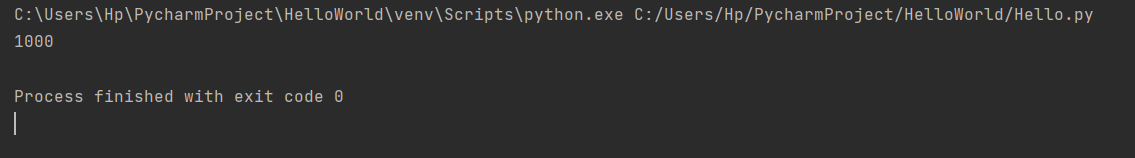 C:\Users\Hp\PycharmProject\HelloWorld\venv\Scripts\python.exe C:/Users/Hp/PycharmProject/HelloWorld/Hello.py
1000
Process finished with exit code 0